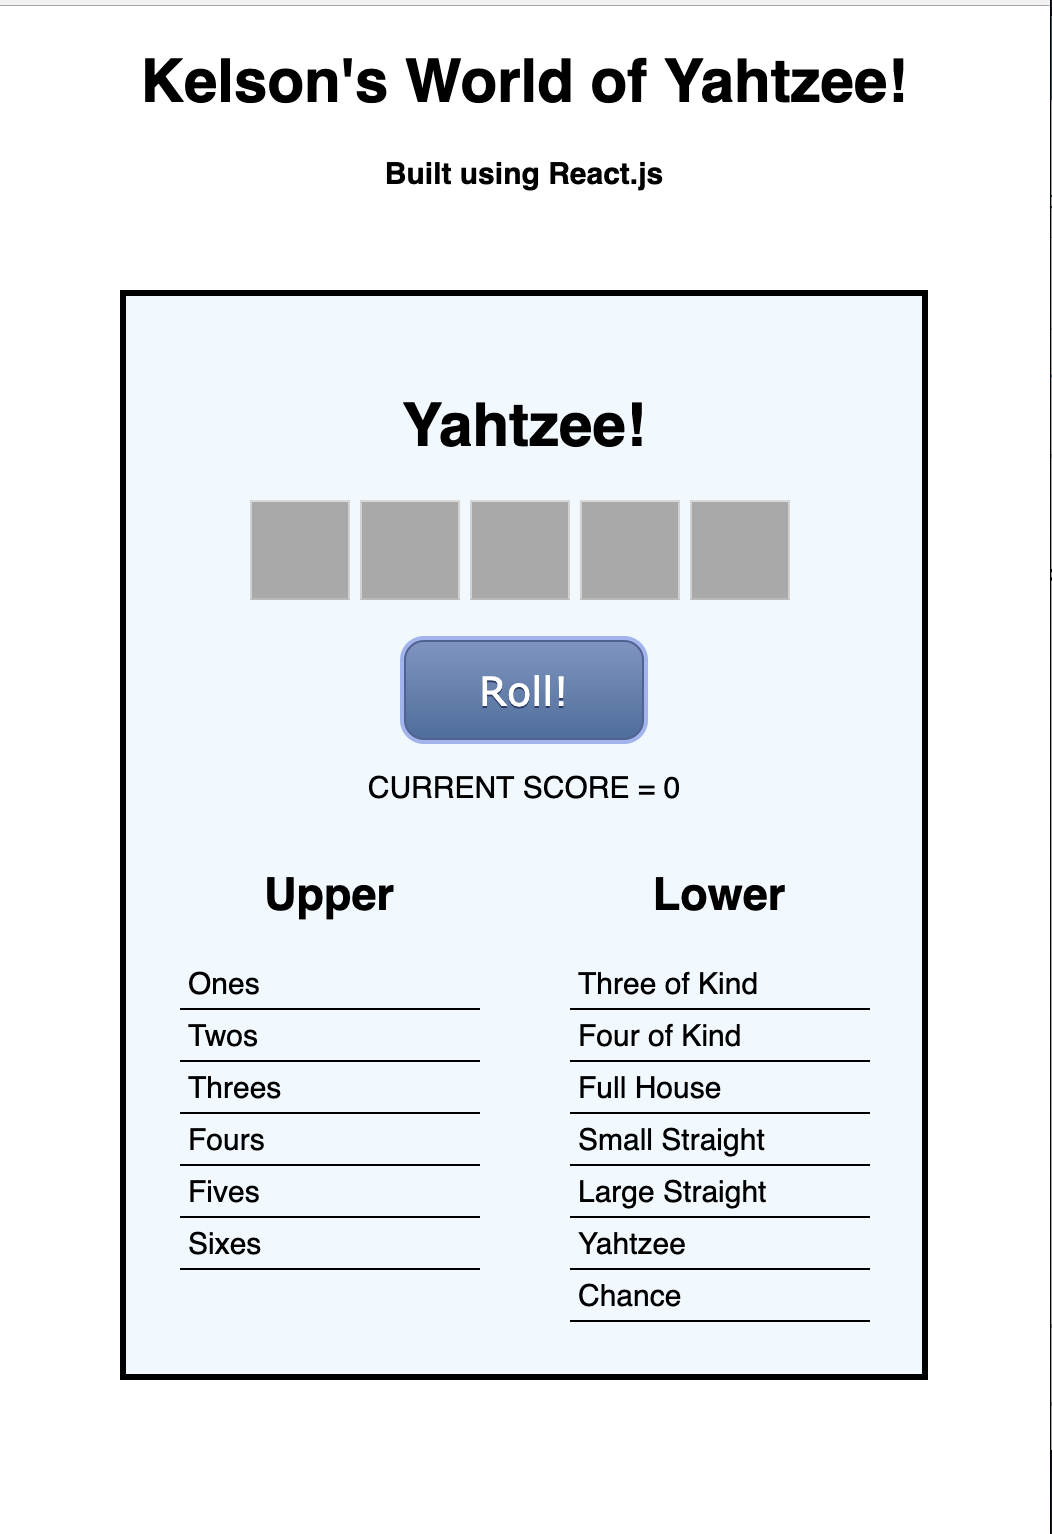 Kelson's World of Yahtzee!
Built using React.js
Yahtzee!
Roll!
CURRENT SCORE = 0
Upper
Ones
Twos
Threes
Fours
Fives
Sixes
Lower
Three of Kind
Four of Kind
Full House
Small Straight
Large Straight
Yahtzee
Chance